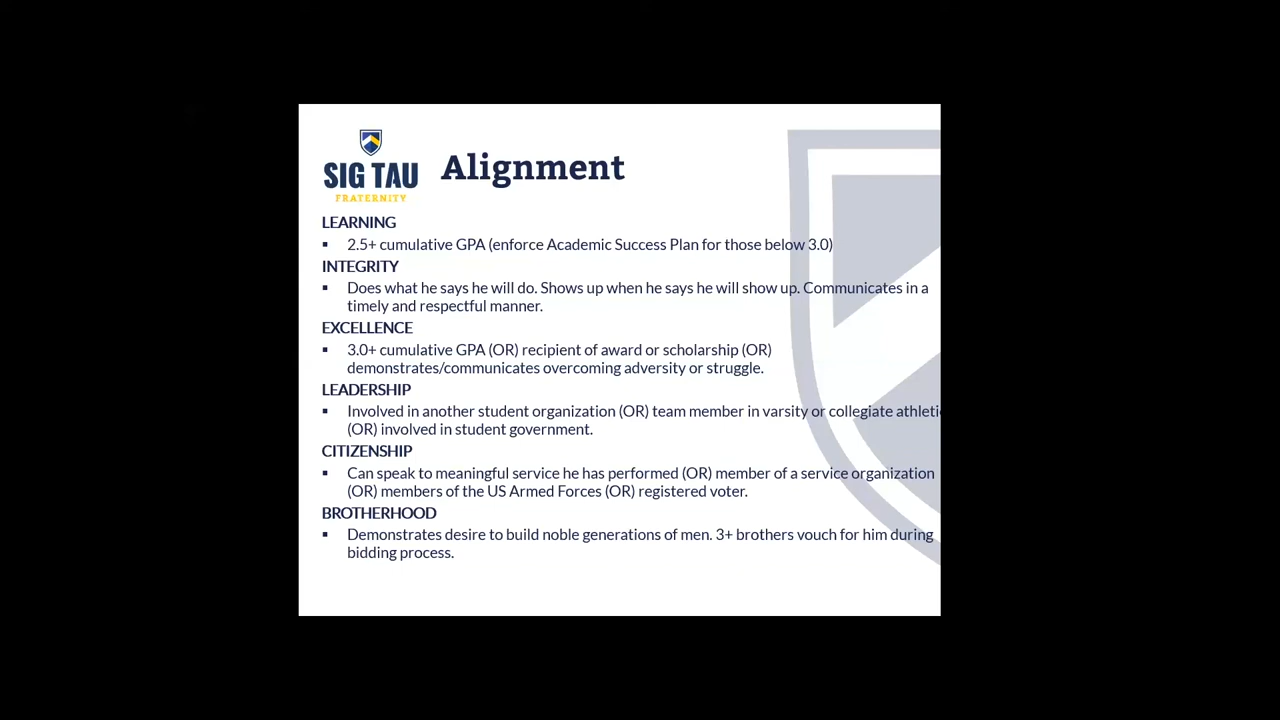 SIG TAU
FRATERNITY
Alignment
LEARNING
▪ 2.5+ cumulative GPA (enforce Academic Success Plan for those below 3.0)
INTEGRITY
▪ Does what he says he will do. Shows up when he says he will show up. Communicates in a
timely and respectful manner.
EXCELLENCE
▪ 3.0+ cumulative GPA (OR) recipient of award or scholarship (OR)
demonstrates/communicates overcoming adversity or struggle.
LEADERSHIP
▪ Involved in another student organization (OR) team member in varsity or collegiate
(OR) involved in student government.
CITIZENSHIP
▪ Can speak to meaningful service he has performed (OR) member of a service organization
(OR) members of the US Armed Forces (OR) registered voter.
BROTHERHOOD
▪ Demonstrates desire to build noble generations of men. 3+ brothers vouch for him during
bidding process.